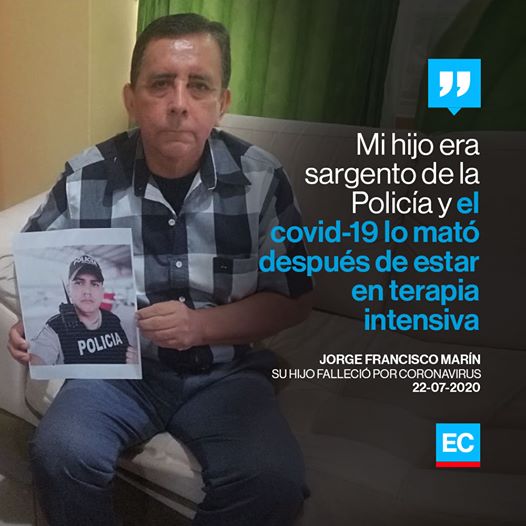 Mi hijo era
sargento de la
Policía y el
covid-19 lo mató
después de estar
en terapia
intensiva
JORGE FRANCISCO MARÍN
SU HIJO FALLECIÓ POR CORONAVIRUS
22-07-2020
EC
POLICIA
POLICIA